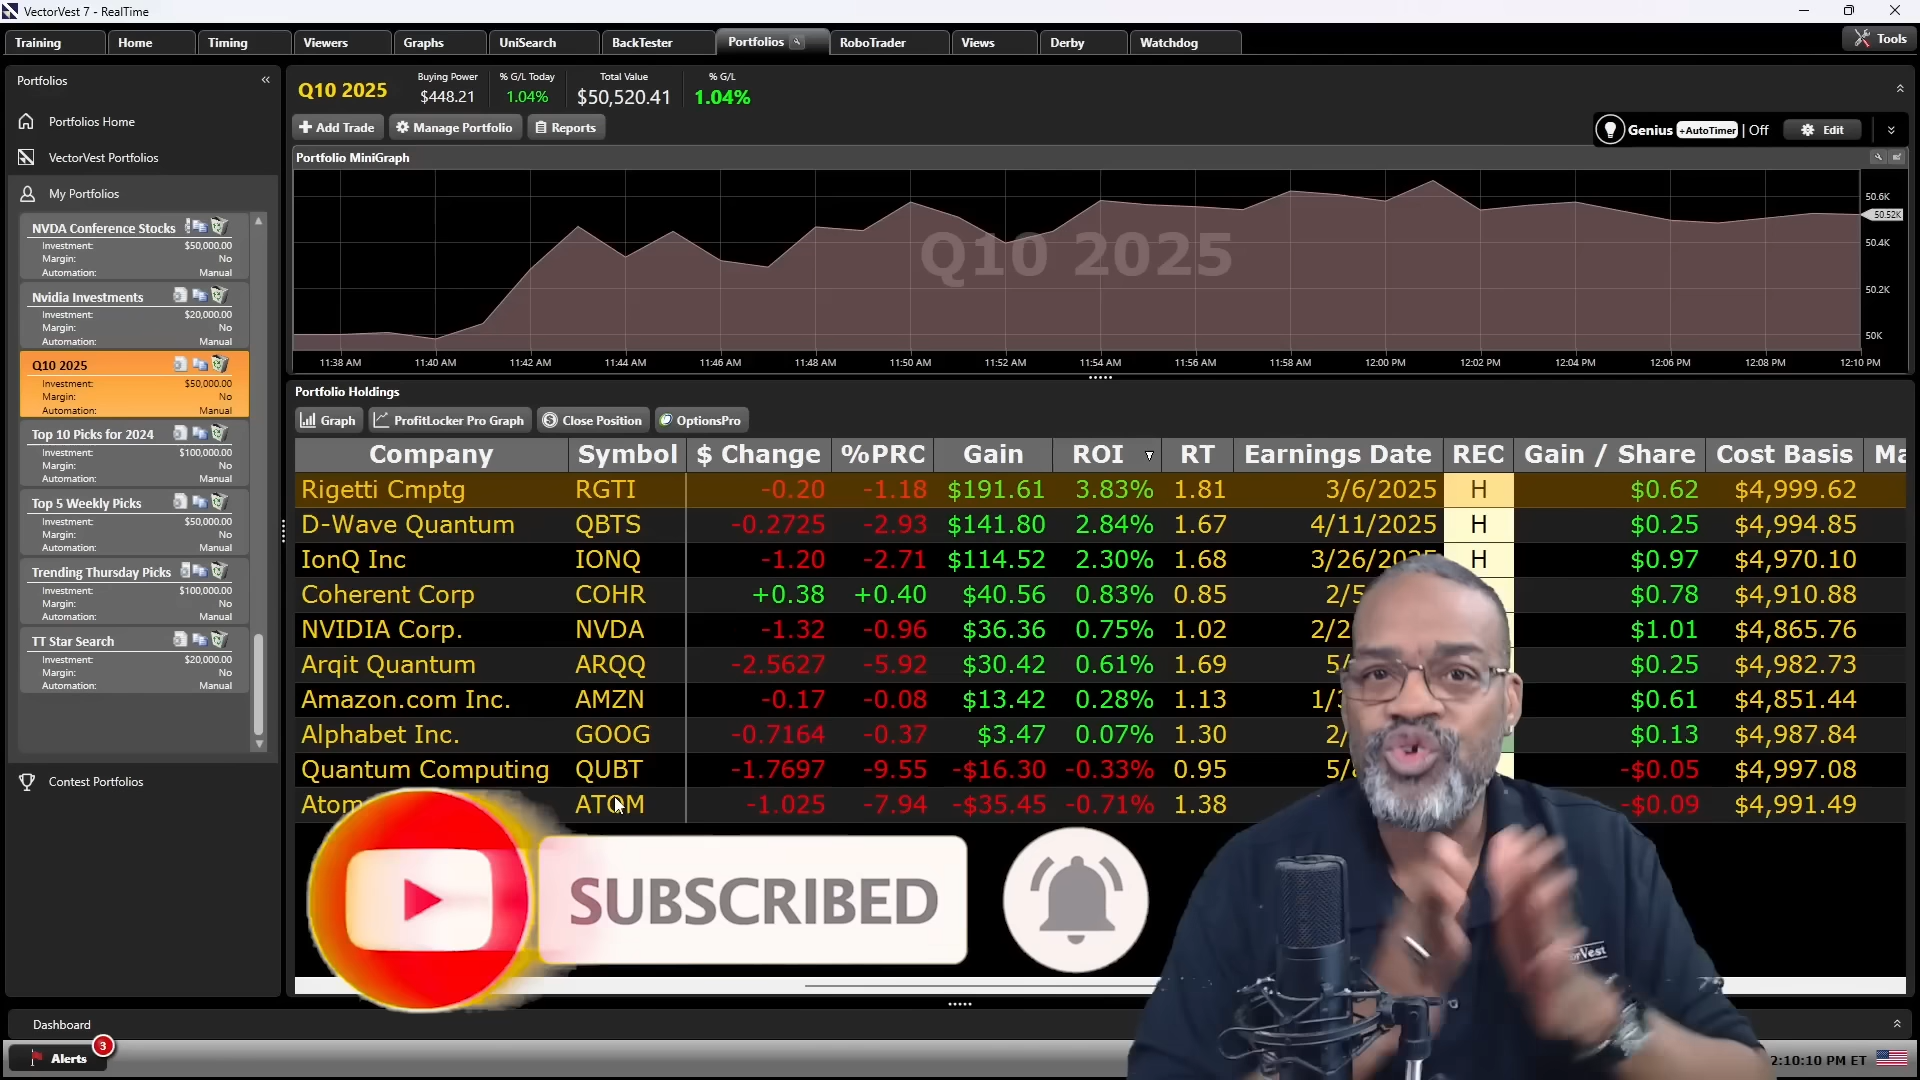 VectorVest 7 - RealTime
Training Home Timing Viewers Graphs UniSearch BackTester Portfolios RoboTrader Views Derby Watchdog Tools
Portfolios
Portfolios Home
VectorVest Portfolios
My Portfolios
NVDA Conference Stocks
Investment: $50,000.00
Margin: No
Automation: Manual
Nvidia Investments
Investment: $20,000.00
Margin: No
Automation: Manual
Q10 2025
Investment: $50,000.00
Margin: No
Automation: Manual
Top 10 Picks for 2024
Investment: $100,000.00
Margin: No
Automation: Manual
Top 5 Weekly Picks
Investment: $50,000.00
Margin: No
Automation: Manual
Trending Thursday Picks
Investment: $100,000.00
Margin: No
Automation: Manual
TT Star Search
Investment: $20,000.00
Margin: No
Automation: Manual
Contest Portfolios
Q10 2025
Buying Power % G/L Today Total Value % G/L
$448.21 1.04% $50,520.41 1.04%
Add Trade Manage Portfolio Reports
Genius +AutoTimer | Off Edit
Portfolio MiniGraph
Q10 2025
50.6K
50.52K
50.4K
50.2K
50K
11:38 AM 11:40 AM 11:42 AM 11:44 AM 11:46 AM 11:48 AM 11:50 AM 11:52 AM 11:54 AM 11:56 AM 11:58 AM 12:00 PM 12:02 PM 12:04 PM 12:06 PM 12:08 PM 12:10 PM
Portfolio Holdings
Graph ProfitLocker Pro Graph Close Position OptionsPro
Company Symbol $ Change %PRC Gain ROI RT Earnings Date REC Gain / Share Cost Basis Ma
Rigetti Cmptg RGTI -0.20 -1.18 $191.61 3.83% 1.81 3/6/2025 H $0.62 $4,999.62
D-Wave Quantum QBTS -0.2725 -2.93 $141.80 2.84% 1.67 4/11/2025 H $0.25 $4,994.85
IonQ Inc IONQ -1.20 -2.71 $114.52 2.30% 1.68 3/26/2025 H $0.97 $4,970.10
Coherent Corp COHR +0.38 +0.40 $40.56 0.83% 0.85 2/5 $0.78 $4,910.88
NVIDIA Corp. NVDA -1.32 -0.96 $36.36 0.75% 1.02 2/2 $1.01 $4,865.76
Arqit Quantum ARQQ -2.5627 -5.92 $30.42 0.61% 1.69 5/ $0.25 $4,982.73
Amazon.com Inc. AMZN -0.17 -0.08 $13.42 0.28% 1.13 1/3 $0.61 $4,851.44
Alphabet Inc. GOOG -0.7164 -0.37 $3.47 0.07% 1.30 2/ $0.13 $4,987.84
Quantum Computing QUBT -1.7697 -9.55 -$16.30 -0.33% 0.95 5/ -$0.05 $4,997.08
Atom ATOM -1.025 -7.94 -$35.45 -0.71% 1.38 -$0.09 $4,991.49
SUBSCRIBED
orVest
Dashboard
Alerts 3
2:10:10 PM ET